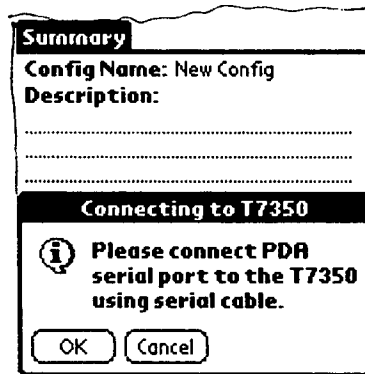 Summary
Config Name: New Config
Description:
Connecting to T7350
Please connect PDA
serial port to the T7350
using serial cable.
OK Cancel